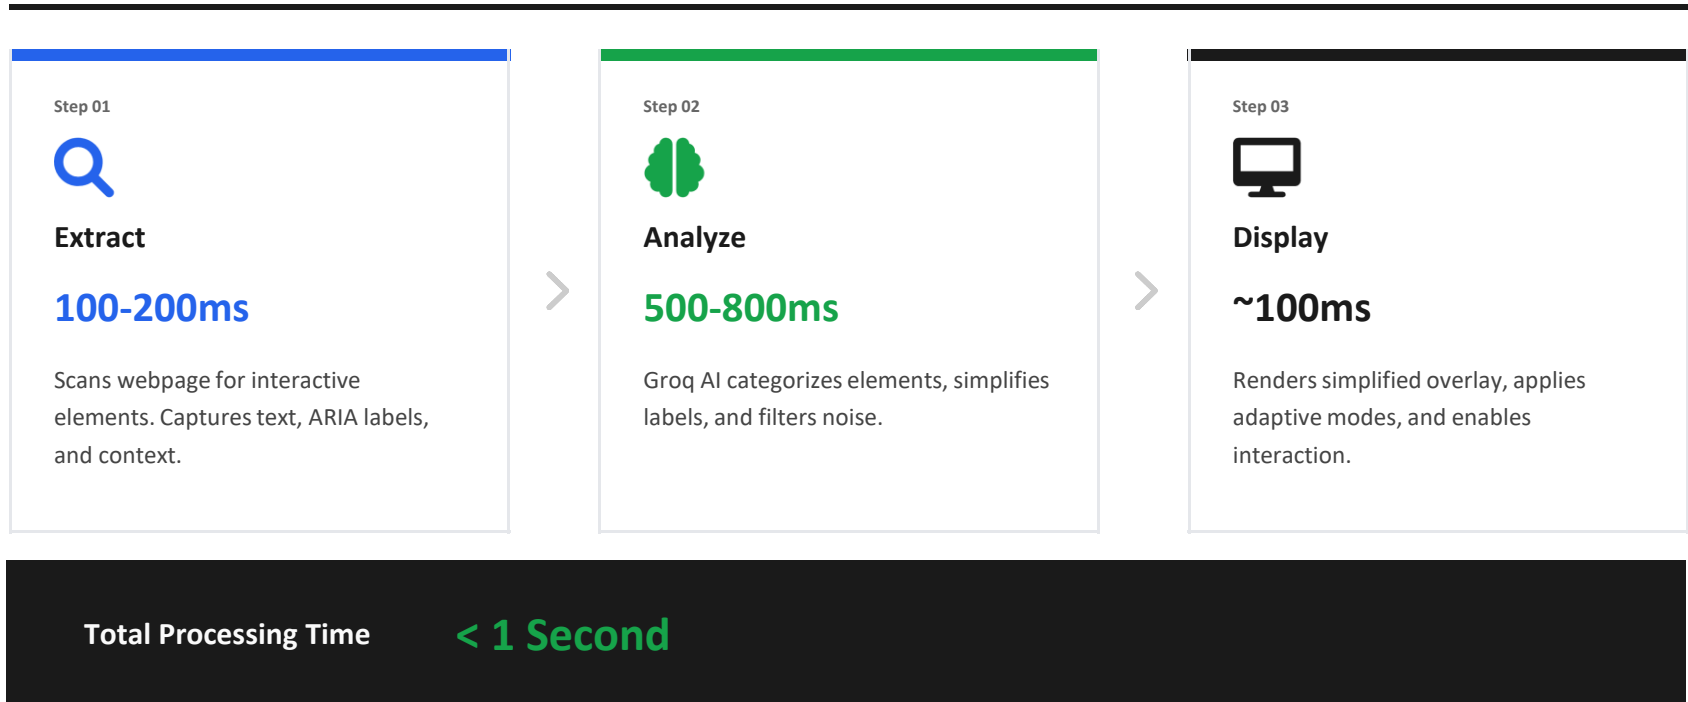 Step 01
Extract
100-200ms
Scans webpage for interactive
elements. Captures text, ARIA labels,
and context.
Step 02
Analyze
500-800ms
Groq AI categorizes elements, simplifies
labels, and filters noise.
Step 03
Display
~100ms
Renders simplified overlay, applies
adaptive modes, and enables
interaction.
Total Processing Time
< 1 Second